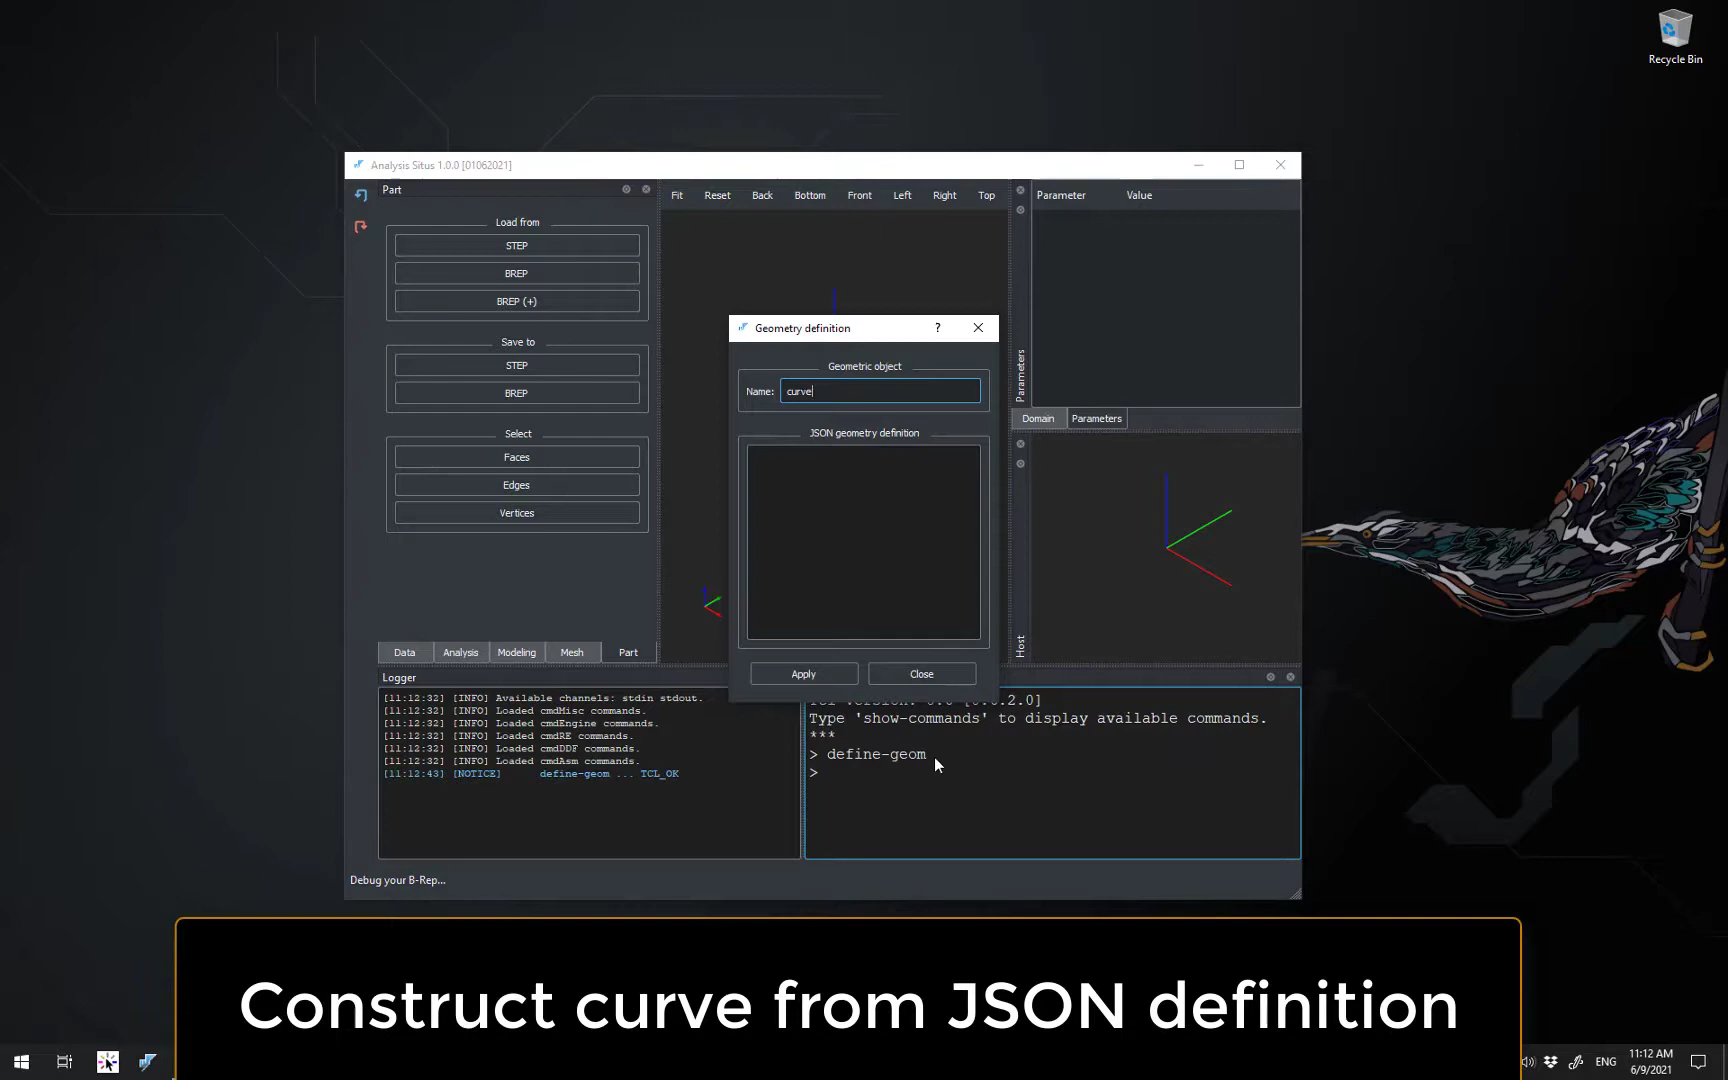 Recycle Bin
Analysis Situs 1.0.0 [01062021]
Part
Load from
STEP
BREP
BREP (+)
Save to
STEP
BREP
Select
Faces
Edges
Vertices
Data
Analysis
Modeling
Mesh
Part
Fit
Reset
Back
Bottom
Front
Left
Right
Top
Parameters
Parameter
Value
Domain
Parameters
Host
Geometry definition
?
Geometric object
Name:
curve
JSON geometry definition
Apply
Close
Logger
[11:12:32] [INFO] Available channels: stdin stdout.
[11:12:32] [INFO] Loaded cmdMisc commands.
[11:12:32] [INFO] Loaded cmdEngine commands.
[11:12:32] [INFO] Loaded cmdRE commands.
[11:12:32] [INFO] Loaded cmdDDF commands.
[11:12:32] [INFO] Loaded cmdAsm commands.
[11:12:43] [NOTICE] define-geom ... TCL_OK
Type 'show-commands' to display available commands.
***
> define-geom
>
Debug your B-Rep...
Construct curve from JSON definition
ENG
11:12 AM
6/9/2021